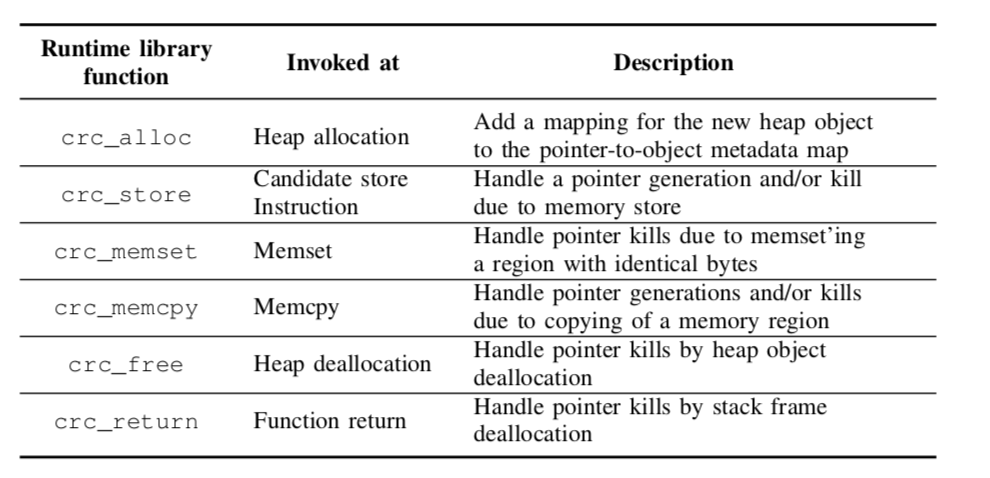 Runtime library
function
Invoked at
Description
crc_alloc
Heap allocation
Add a mapping for the new heap object
to the pointer-to-object metadata map
crc_store
Candidate store
Instruction
Handle a pointer generation and/or kill
due to memory store
crc_memset
Memset
Handle pointer kills due to memset'ing
a region with identical bytes
crc_memcpy
Memcpy
Handle pointer generations and/or kills
due to copying of a memory region
crc_free
Heap deallocation
Handle pointer kills by heap object
deallocation
crc_return
Function return
Handle pointer kills by stack frame
deallocation